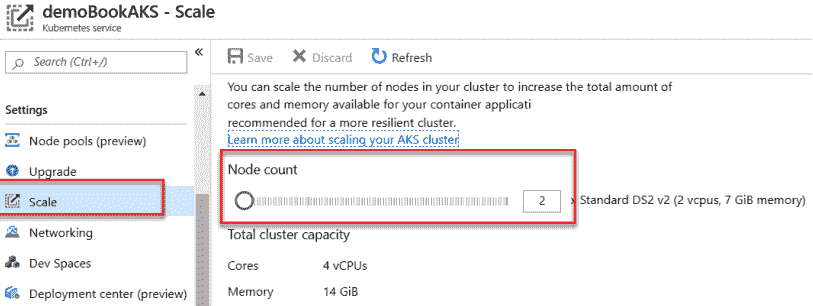 demoBookAKS - Scale
Kubernetes service
Search (Ctrl+/)
Settings
Node pools (preview)
Upgrade
Scale
Networking
Dev Spaces
Deployment center (preview)
Save Discard Refresh
You can scale the number of nodes in your cluster to increase the total amount of
cores and memory available for your container applicati
recommended for a more resilient cluster.
Learn more about scaling your AKS cluster
Node count
2 x Standard DS2 v2 (2 vcpus, 7 GiB memory)
Total cluster capacity
Cores 4 vCPUs
Memory 14 GiB